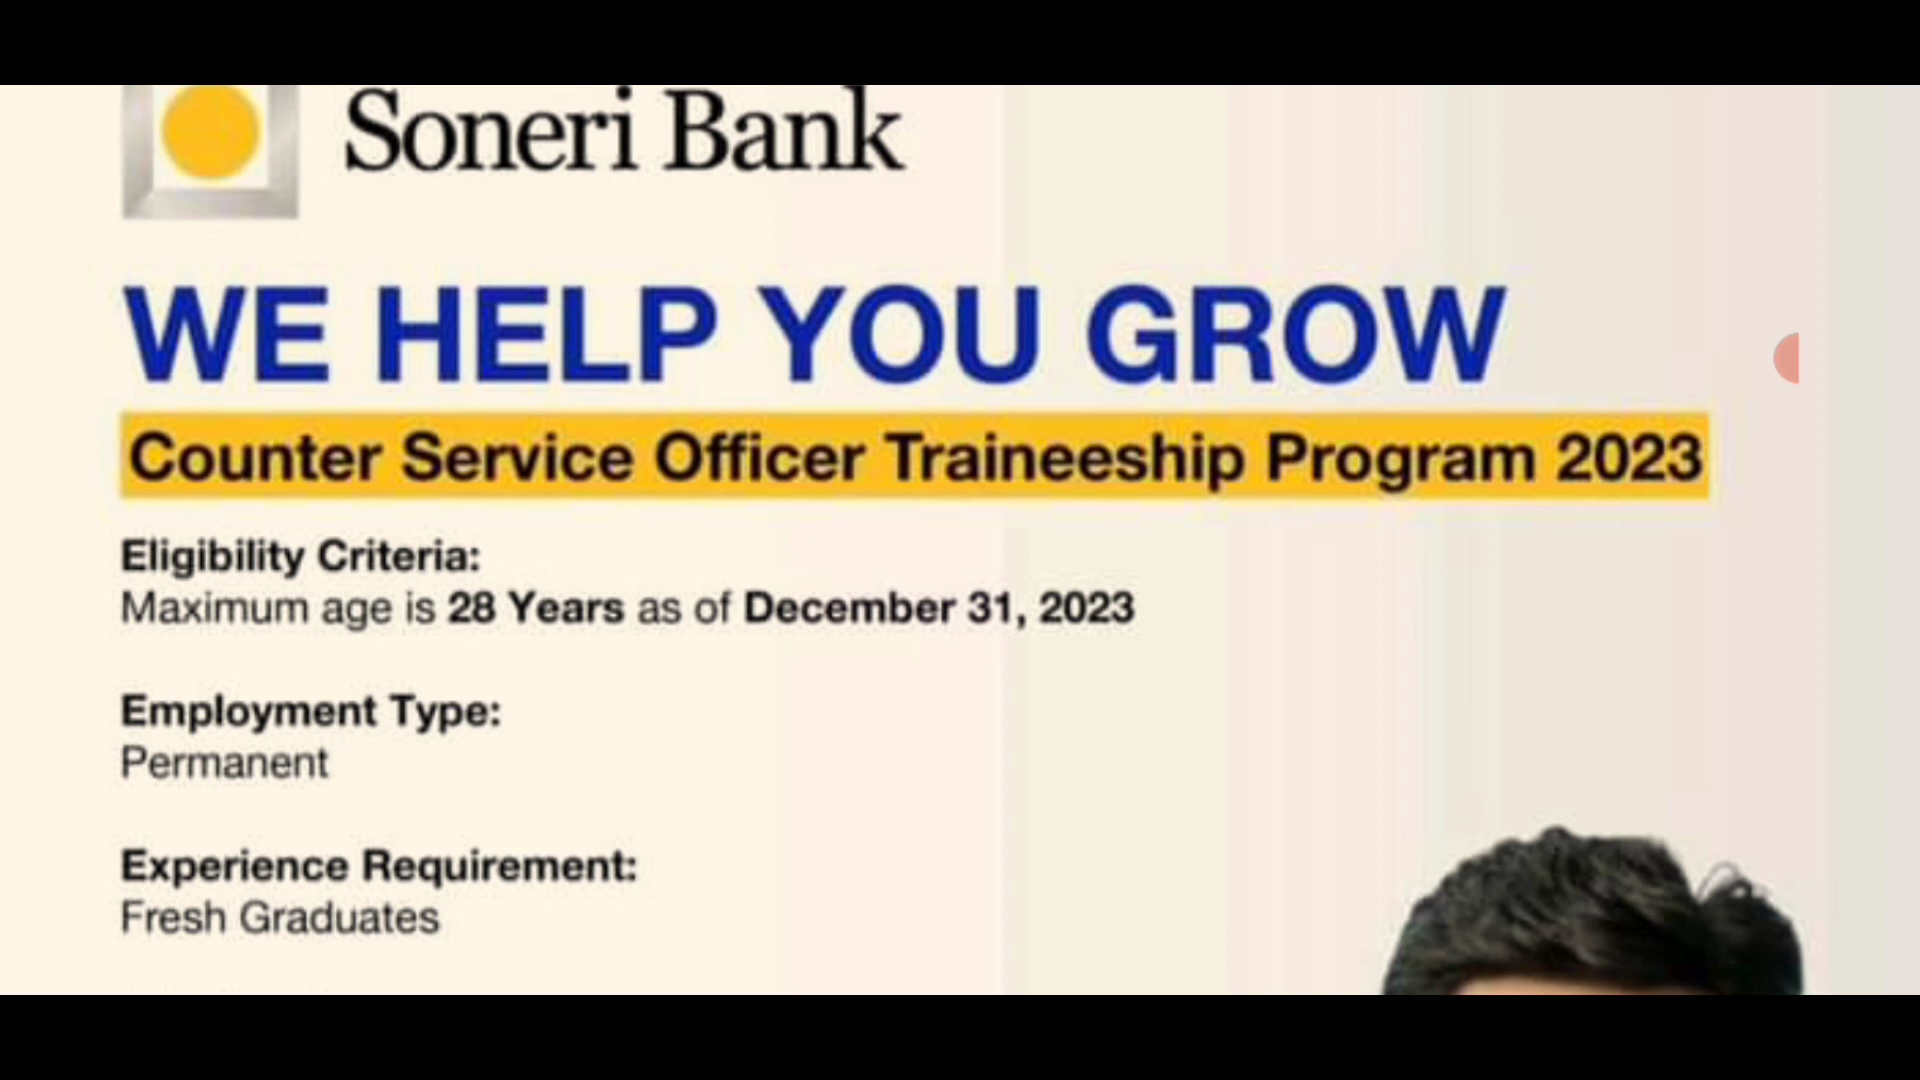 Soneri Bank
WE HELP YOU GROW
Counter Service Officer Traineeship Program 2023
Eligibility Criteria:
Maximum age is 28 Years as of December 31, 2023
Employment Type:
Permanent
Experience Requirement:
Fresh Graduates